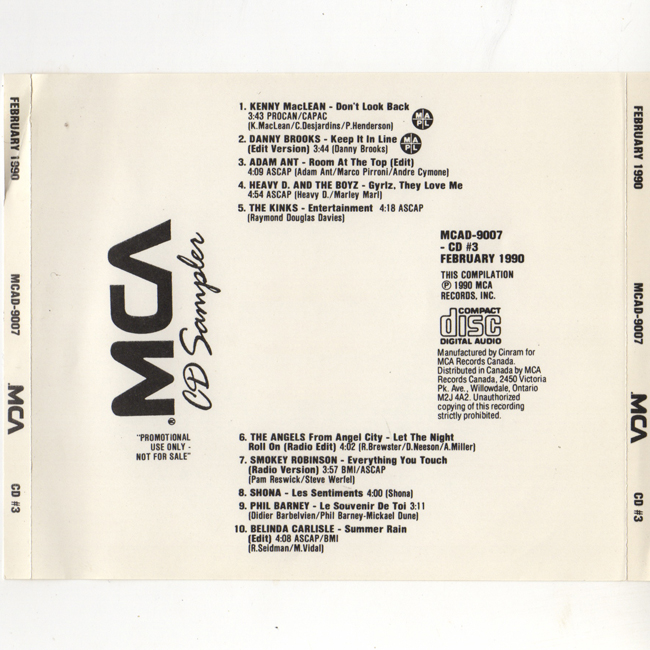 FEBRUARY 1990
MCAD-9007
MCA
CD #3
MCA®
CD Sampler
"PROMOTIONAL
USE ONLY -
NOT FOR SALE"
1. KENNY MacLEAN - Don't Look Back
3:43 PROCAN/CAPAC
(K.MacLean/C.Desjardins/P.Henderson)
MAPL
2. DANNY BROOKS - Keep It In Line
(Edit Version) 3:44 (Danny Brooks)
MAPL
3. ADAM ANT - Room At The Top (Edit)
4:09 ASCAP (Adam Ant/Marco Pirroni/Andre Cymone)
4. HEAVY D. AND THE BOYZ - Gyrlz, They Love Me
4:54 ASCAP (Heavy D./Marley Marl)
5. THE KINKS - Entertainment 4:18 ASCAP
(Raymond Douglas Davies)
MCAD-9007
- CD #3
FEBRUARY 1990
THIS COMPILATION
℗ 1990 MCA
RECORDS, INC.
COMPACT
disc
DIGITAL AUDIO
Manufactured by Cinram for
MCA Records Canada.
Distributed in Canada by MCA
Records Canada, 2450 Victoria
Pk. Ave., Willowdale, Ontario
M2J 4A2. Unauthorized
copying of this recording
strictly prohibited.
6. THE ANGELS From Angel City - Let The Night
Roll On (Radio Edit) 4:02 (R.Brewster/D.Neeson/A.Miller)
7. SMOKEY ROBINSON - Everything You Touch
(Radio Version) 3:57 BMI/ASCAP
(Pam Reswick/Steve Werfel)
8. SHONA - Les Sentiments 4:00 (Shona)
9. PHIL BARNEY - Le Souvenir De Toi 3:11
(Didier Barbelvien/Phil Barney-Mickael Dune)
10. BELINDA CARLISLE - Summer Rain
(Edit) 4:08 ASCAP/BMI
(R.Seidman/M.Vidal)
FEBRUARY 1990
MCAD-9007
MCA
CD #3